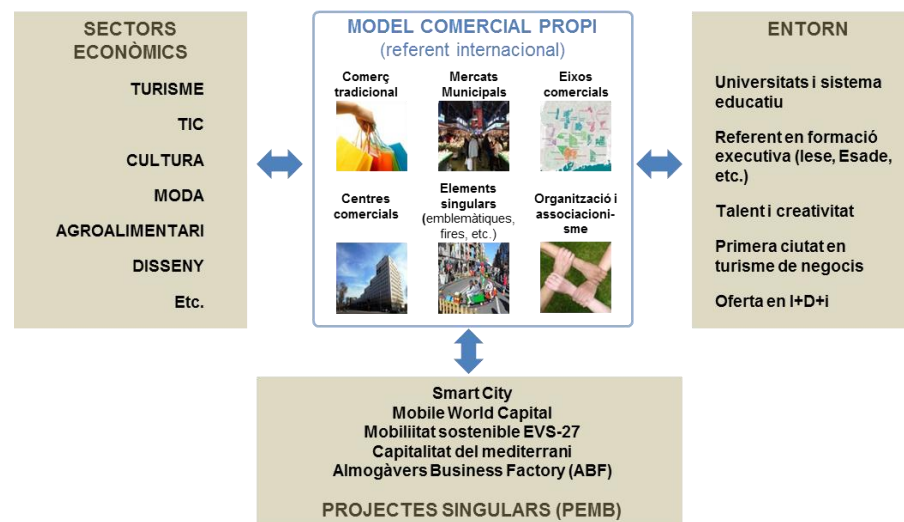 SECTORS
ECONÒMICS
TURISME
TIC
CULTURA
MODA
AGROALIMENTARI
DISSENY
Etc.
MODEL COMERCIAL PROPI
(referent internacional)
Comerç
tradicional
Mercats
Municipals
Eixos
comercials
Centres
comercials
Elements
singulars
(emblemàtiques,
fires, etc.)
Organització i
associacioni-
sme
ENTORN
Universitats i sistema
educatiu
Referent en formació
executiva (Iese, Esade,
etc.)
Talent i creativitat
Primera ciutat en
turisme de negocis
Oferta en I+D+i
Smart City
Mobile World Capital
Mobiliitat sostenible EVS-27
Capitalitat del mediterrani
Almogàvers Business Factory (ABF)
PROJECTES SINGULARS (PEMB)